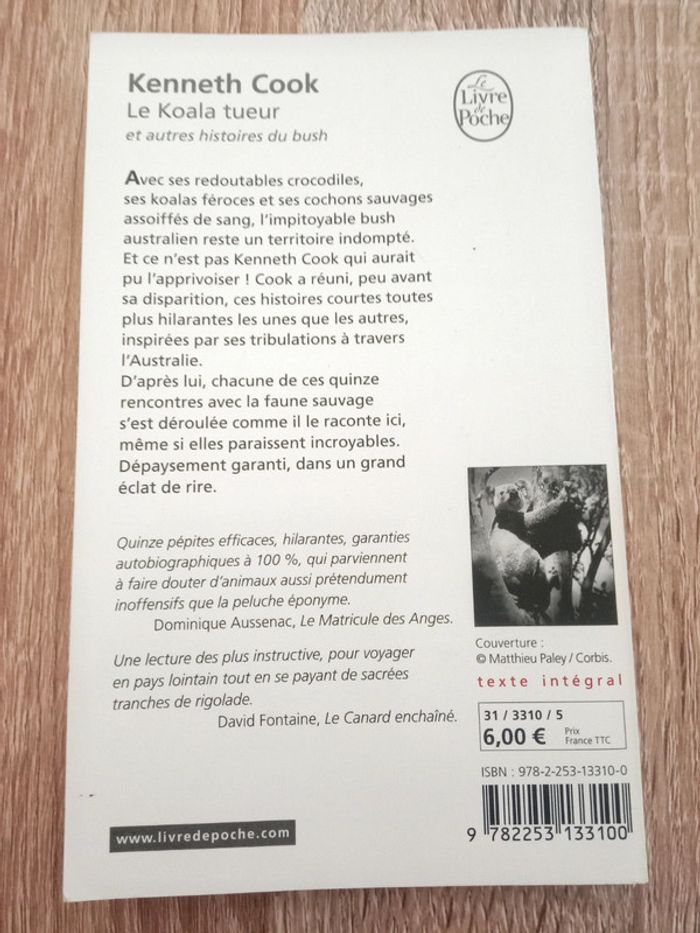 Kenneth Cook
Le Koala tueur
et autres histoires du bush
Le
Livre
de
Poche
Avec ses redoutables crocodiles,
ses koalas féroces et ses cochons sauvages
assoiffés de sang, l'impitoyable bush
australien reste un territoire indompté.
Et ce n'est pas Kenneth Cook qui aurait
pu l'apprivoiser ! Cook a réuni, peu avant
sa disparition, ces histoires courtes toutes
plus hilarantes les unes que les autres,
inspirées par ses tribulations à travers
l'Australie.
D'après lui, chacune de ces quinze
rencontres avec la faune sauvage
s'est déroulée comme il le raconte ici,
même si elles paraissent incroyables.
Dépaysement garanti, dans un grand
éclat de rire.
Quinze pépites efficaces, hilarantes, garanties
autobiographiques à 100 %, qui parviennent
à faire douter d'animaux aussi prétendument
inoffensifs que la peluche éponyme.
Dominique Aussenac, Le Matricule des Anges.
Une lecture des plus instructive, pour voyager
en pays lointain tout en se payant de sacrées
tranches de rigolade.
David Fontaine, Le Canard enchaîné.
Couverture :
© Matthieu Paley / Corbis.
texte intégral
31 / 3310 / 5
6,00 € Prix
France TTC
ISBN : 978-2-253-13310-0
9 782253 133100
www.livredepoche.com